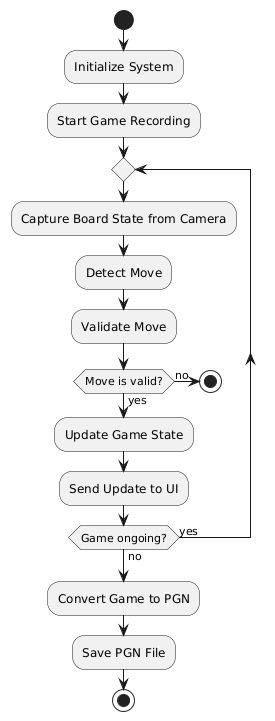 Initialize System
Start Game Recording
Capture Board State from Camera
Detect Move
Validate Move
Move is valid?
no
yes
Update Game State
Send Update to UI
Game ongoing?
yes
no
Convert Game to PGN
Save PGN File